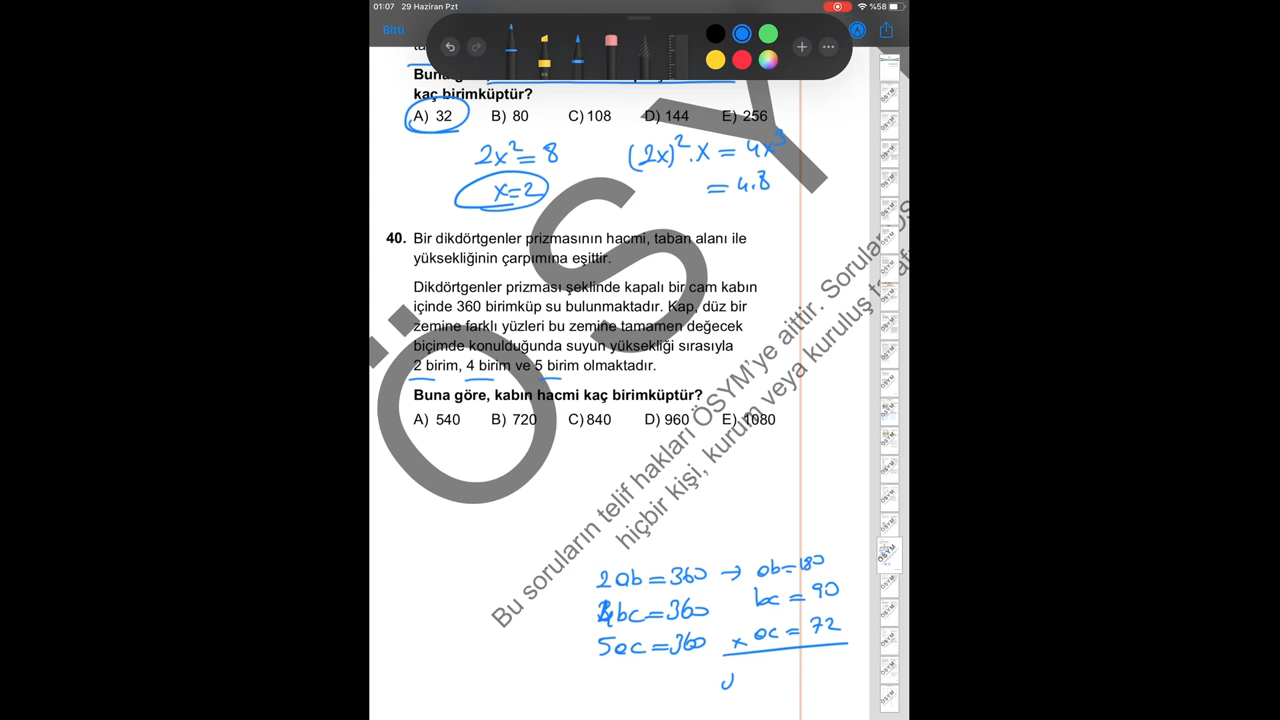 01:07 29 Haziran Pzt %58
Bitti
kaç birimküptür?
A) 32 B) 80 C) 108 D) 144 E) 256
2x² = 8 (2x)².x = 4x³
x=2 = 4.8
40. Bir dikdörtgenler prizmasının hacmi, taban alanı ile
yüksekliğinin çarpımına eşittir.
Dikdörtgenler prizması şeklinde kapalı bir cam kabın
içinde 360 birimküp su bulunmaktadır. Kap, düz bir
zemine farklı yüzleri bu zemine tamamen değecek
biçimde konulduğunda suyun yüksekliği sırasıyla
2 birim, 4 birim ve 5 birim olmaktadır.
Buna göre, kabın hacmi kaç birimküptür?
A) 540 B) 720 C) 840 D) 960 E) 1080
ÖSY
Bu soruların telif hakları ÖSYM'ye aittir. Sorular
hiçbir kişi, kurum veya kuruluş
2ab = 360 → ab = 180
4bc = 360 bc = 90
5ac = 360 x ac = 72